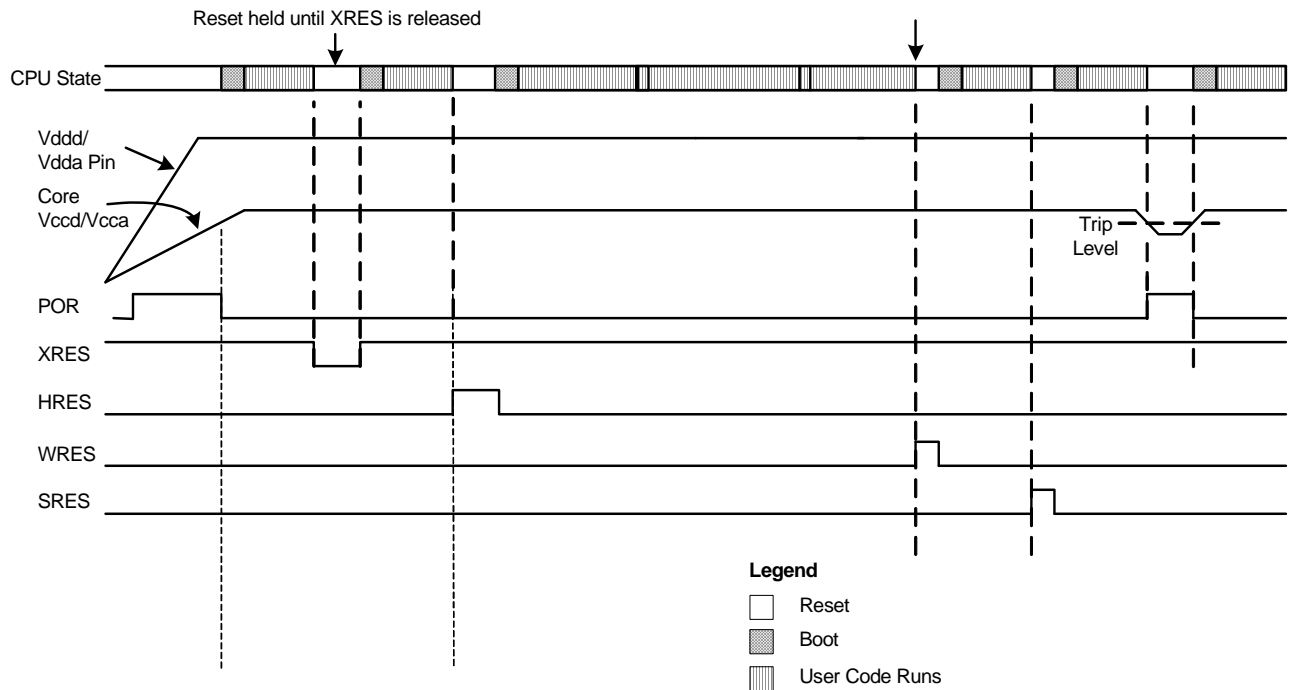 Reset held until XRES is released
CPU State
Vddd/
Vdda Pin
Core
Vccd/Vcca
Trip
Level
POR
XRES
HRES
WRES
SRES
Legend
Reset
Boot
User Code Runs